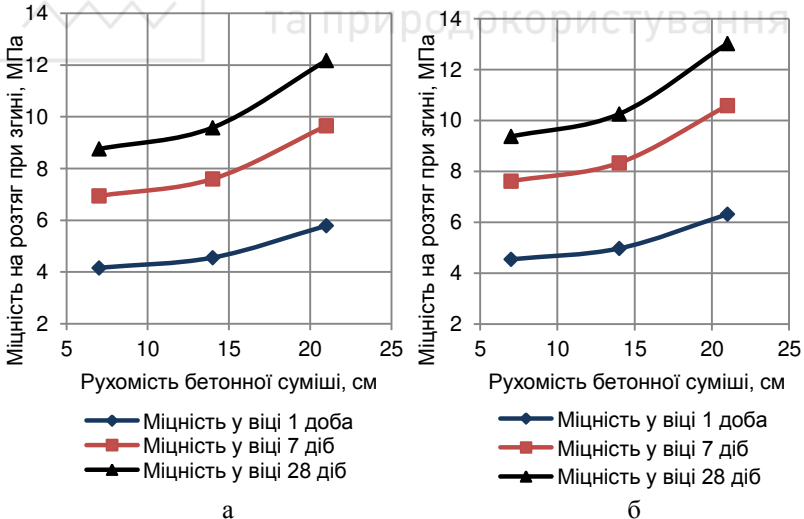 та природокористування
Міцність на розтяг при згині, МПа
14
12
10
8
6
4
2
5
10
15
20
25
Рухомість бетонної суміші, см
Міцність у віці 1 доба
Міцність у віці 7 діб
Міцність у віці 28 діб
а
Міцність на розтяг при згині, МПа
14
12
10
8
6
4
2
5
10
15
20
25
Рухомість бетонної суміші, см
Міцність у віці 1 доба
Міцність у віці 7 діб
Міцність у віці 28 діб
б